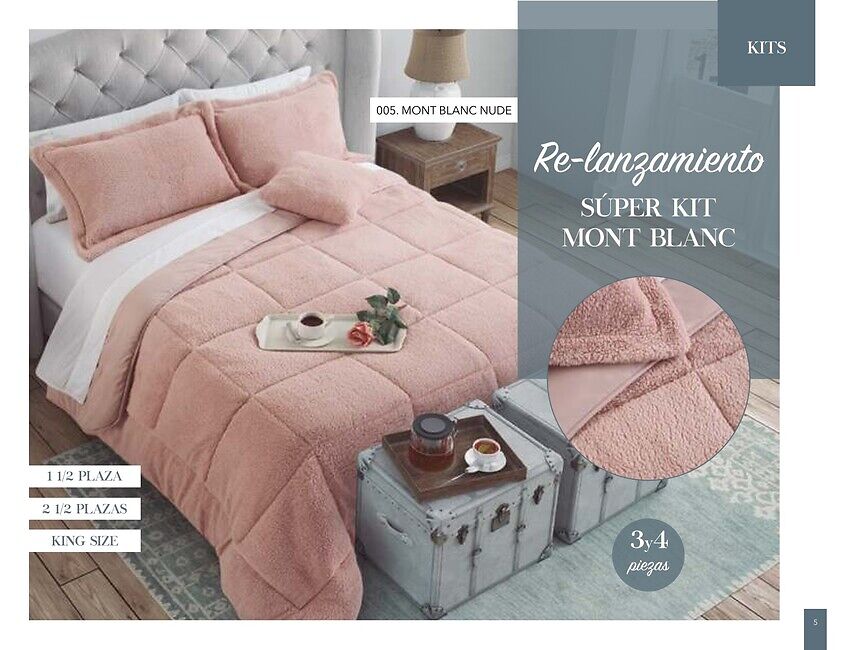 KITS
005. MONT BLANC NUDE
Re-lanzamiento
SÚPER KIT
MONT BLANC
1 1/2 PLAZA
2 1/2 PLAZAS
KING SIZE
3y4
piezas
5